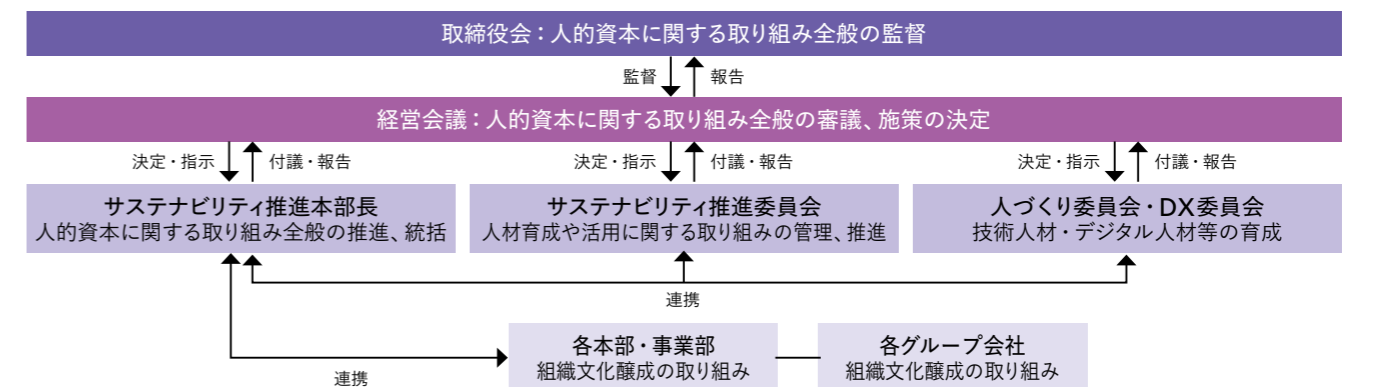 取締役会：人的資本に関する取り組み全般の監督
監督 報告
経営会議：人的資本に関する取り組み全般の審議、施策の決定
決定・指示 付議・報告 決定・指示 付議・報告 決定・指示 付議・報告
サステナビリティ推進本部長
人的資本に関する取り組み全般の推進、統括
サステナビリティ推進委員会
人材育成や活用に関する取り組みの管理、推進
人づくり委員会・DX委員会
技術人材・デジタル人材等の育成
連携
各本部・事業部
組織文化醸成の取り組み
各グループ会社
組織文化醸成の取り組み
連携